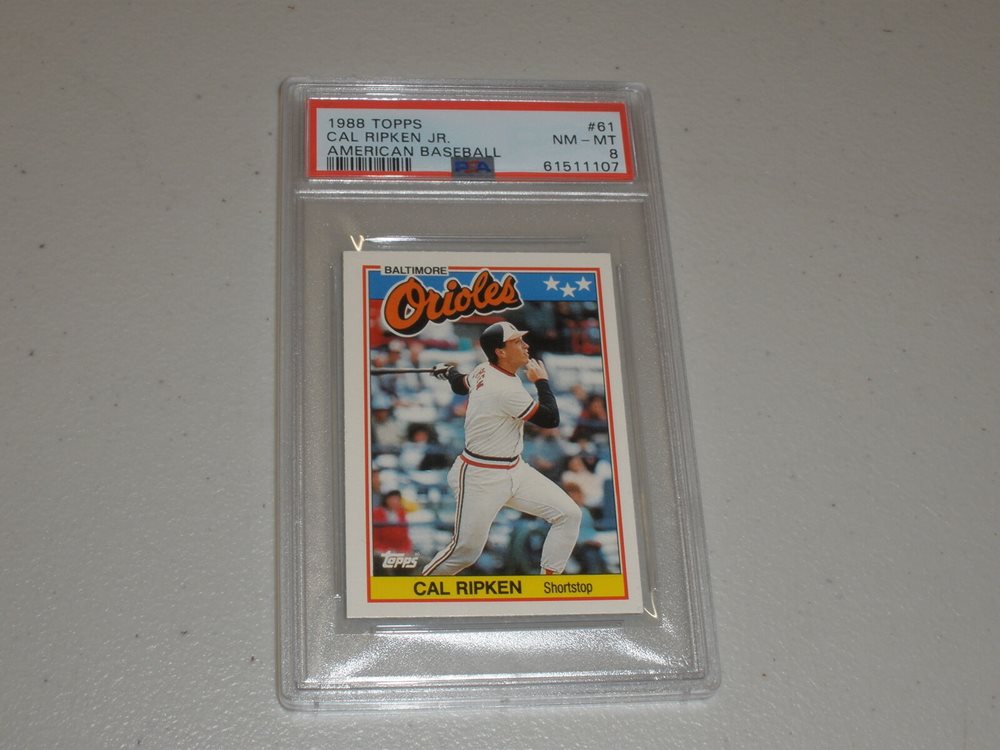 1988 TOPPS #61
CAL RIPKEN JR. NM - MT
AMERICAN BASEBALL 8
PSA 61511107
BALTIMORE
Orioles
topps
CAL RIPKEN Shortstop